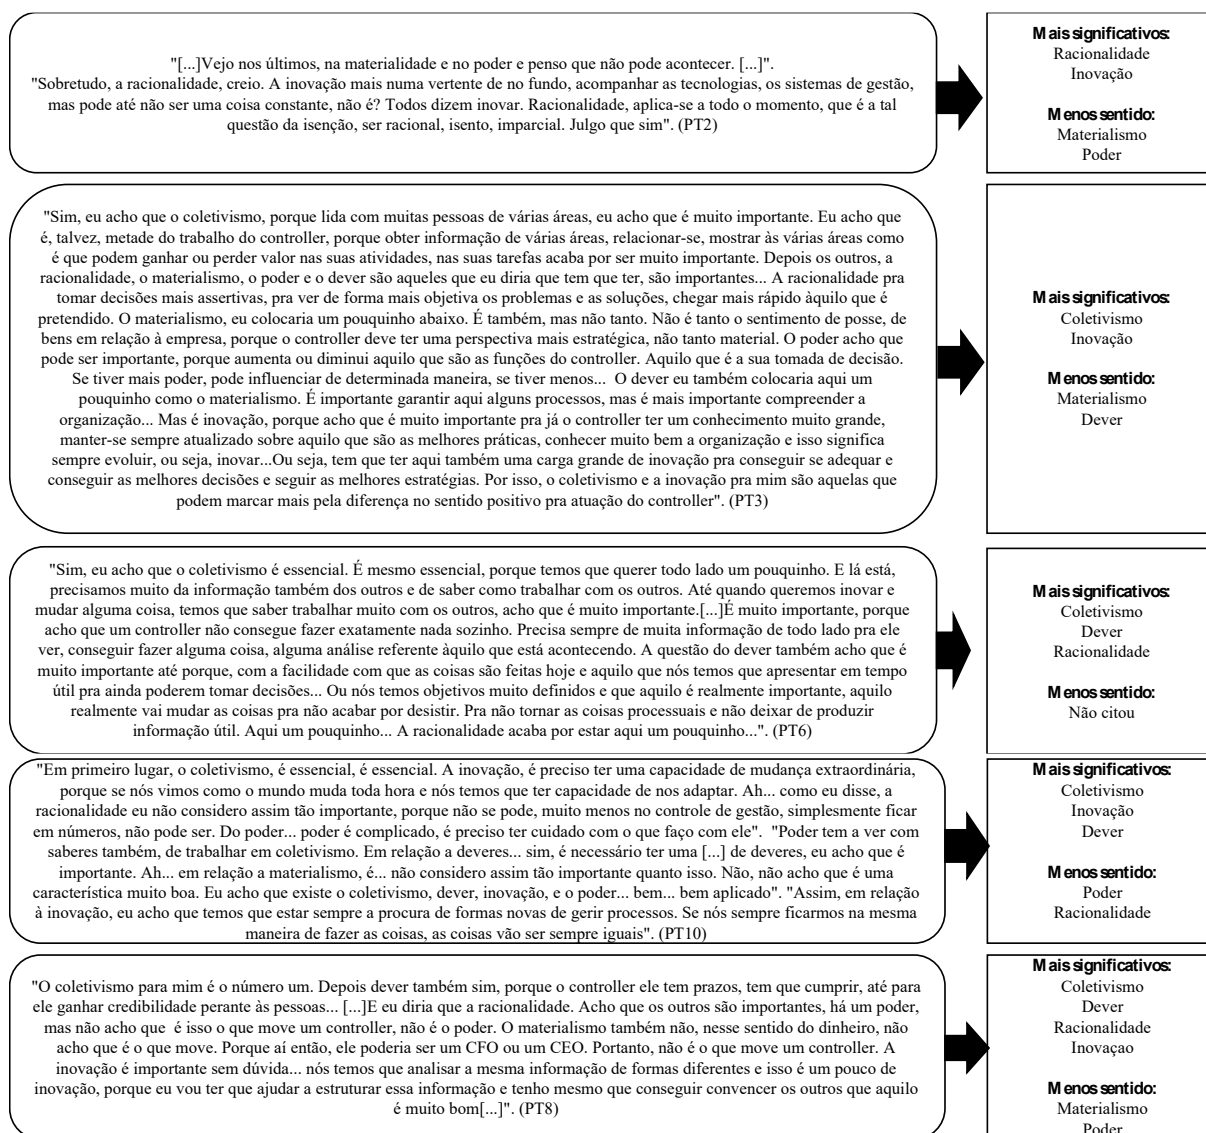 "[...]Vejo nos últimos, na materialidade e no poder e penso que não pode acontecer. [...]".
"Sobretudo, a racionalidade, creio. A inovação mais numa vertente de no fundo, acompanhar as tecnologias, os sistemas de gestão,
mas pode até não ser uma coisa constante, não é? Todos dizem inovar. Racionalidade, aplica-se a todo o momento, que é a tal
questão da isenção, ser racional, isento, imparcial. Julgo que sim". (PT2)
Mais significativos:
Racionalidade
Inovação
Menos sentido:
Materialismo
Poder
"Sim, eu acho que o coletivismo, porque lida com muitas pessoas de várias áreas, eu acho que é muito importante. Eu acho que
é, talvez, metade do trabalho do controller, porque obter informação de várias áreas, relacionar-se, mostrar às várias áreas como
é que podem ganhar ou perder valor nas suas atividades, nas suas tarefas acaba por ser muito importante. Depois os outros, a
racionalidade, o materialismo, o poder e o dever são aqueles que eu diria que tem que ter, são importantes... A racionalidade pra
tomar decisões mais assertivas, pra ver de forma mais objetiva os problemas e as soluções, chegar mais rápido àquilo que é
pretendido. O materialismo, eu colocaria um pouquinho abaixo. É também, mas não tanto. Não é tanto o sentimento de posse, de
bens em relação à empresa, porque o controller deve ter uma perspectiva mais estratégica, não tanto material. O poder acho que
pode ser importante, porque aumenta ou diminui aquilo que são as funções do controller. Aquilo que é a sua tomada de decisão.
Se tiver mais poder, pode influenciar de determinada maneira, se tiver menos... O dever eu também colocaria aqui um
pouquinho como o materialismo. É importante garantir aqui alguns processos, mas é mais importante compreender a
organização... Mas é inovação, porque acho que é muito importante pra já o controller ter um conhecimento muito grande,
manter-se sempre atualizado sobre aquilo que são as melhores práticas, conhecer muito bem a organização e isso significa
sempre evoluir, ou seja, inovar...Ou seja, tem que ter aqui também uma carga grande de inovação pra conseguir se adequar e
conseguir as melhores decisões e seguir as melhores estratégias. Por isso, o coletivismo e a inovação pra mim são aquelas que
podem marcar mais pela diferença no sentido positivo pra atuação do controller". (PT3)
Mais significativos:
Coletivismo
Inovação
Menos sentido:
Materialismo
Dever
"Sim, eu acho que o coletivismo é essencial. É mesmo essencial, porque temos que querer todo lado um pouquinho. E lá está,
precisamos muito da informação também dos outros e de saber como trabalhar com os outros. Até quando queremos inovar e
mudar alguma coisa, temos que saber trabalhar muito com os outros, acho que é muito importante.[...]É muito importante, porque
acho que um controller não consegue fazer exatamente nada sozinho. Precisa sempre de muita informação de todo lado pra ele
ver, conseguir fazer alguma coisa, alguma análise referente àquilo que está acontecendo. A questão do dever também acho que é
muito importante até porque, com a facilidade com que as coisas são feitas hoje e aquilo que nós temos que apresentar em tempo
útil pra ainda poderem tomar decisões... Ou nós temos objetivos muito definidos e que aquilo é realmente importante, aquilo
realmente vai mudar as coisas pra não acabar por desistir. Pra não tornar as coisas processuais e não deixar de produzir
informação útil. Aqui um pouquinho... A racionalidade acaba por estar aqui um pouquinho...". (PT6)
Mais significativos:
Coletivismo
Dever
Racionalidade
Menos sentido:
Não citou
"Em primeiro lugar, o coletivismo, é essencial, é essencial. A inovação, é preciso ter uma capacidade de mudança extraordinária,
porque se nós vimos como o mundo muda toda hora e nós temos que ter capacidade de nos adaptar. Ah... como eu disse, a
racionalidade eu não considero assim tão importante, porque não se pode, muito menos no controle de gestão, simplesmente ficar
em números, não pode ser. Do poder... poder é complicado, é preciso ter cuidado com o que faço com ele". "Poder tem a ver com
saberes também, de trabalhar em coletivismo. Em relação a deveres... sim, é necessário ter uma [...] de deveres, eu acho que é
importante. Ah... em relação a materialismo, é... não considero assim tão importante quanto isso. Não, não acho que é uma
característica muito boa. Eu acho que existe o coletivismo, dever, inovação, e o poder... bem... bem aplicado". "Assim, em relação
à inovação, eu acho que temos que estar sempre a procura de formas novas de gerir processos. Se nós sempre ficarmos na mesma
maneira de fazer as coisas, as coisas vão ser sempre iguais". (PT10)
Mais significativos:
Coletivismo
Inovação
Dever
Menos sentido:
Poder
Racionalidade
"O coletivismo para mim é o número um. Depois dever também sim, porque o controller ele tem prazos, tem que cumprir, até para
ele ganhar credibilidade perante às pessoas... [...]E eu diria que a racionalidade. Acho que os outros são importantes, há um poder,
mas não acho que é isso o que move um controller, não é o poder. O materialismo também não, nesse sentido do dinheiro, não
acho que é o que move. Porque aí então, ele poderia ser um CFO ou um CEO. Portanto, não é o que move um controller. A
inovação é importante sem dúvida... nós temos que analisar a mesma informação de formas diferentes e isso é um pouco de
inovação, porque eu vou ter que ajudar a estruturar essa informação e tenho mesmo que conseguir convencer os outros que aquilo
é muito bom[...]". (PT8)
Mais significativos:
Coletivismo
Dever
Racionalidade
Inovaçao
Menos sentido:
Materialismo
Poder